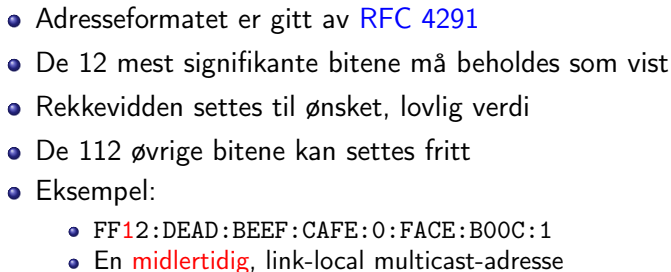 Adresseformatet er gitt av RFC 4291
De 12 mest signifikante bitene må beholdes som vist
Rekkevidden settes til ønsket, lovlig verdi
De 112 øvrige bitene kan settes fritt
Eksempel:
FF12:DEAD:BEEF:CAFE:0:FACE:B00C:1
En midlertidig, link-local multicast-adresse